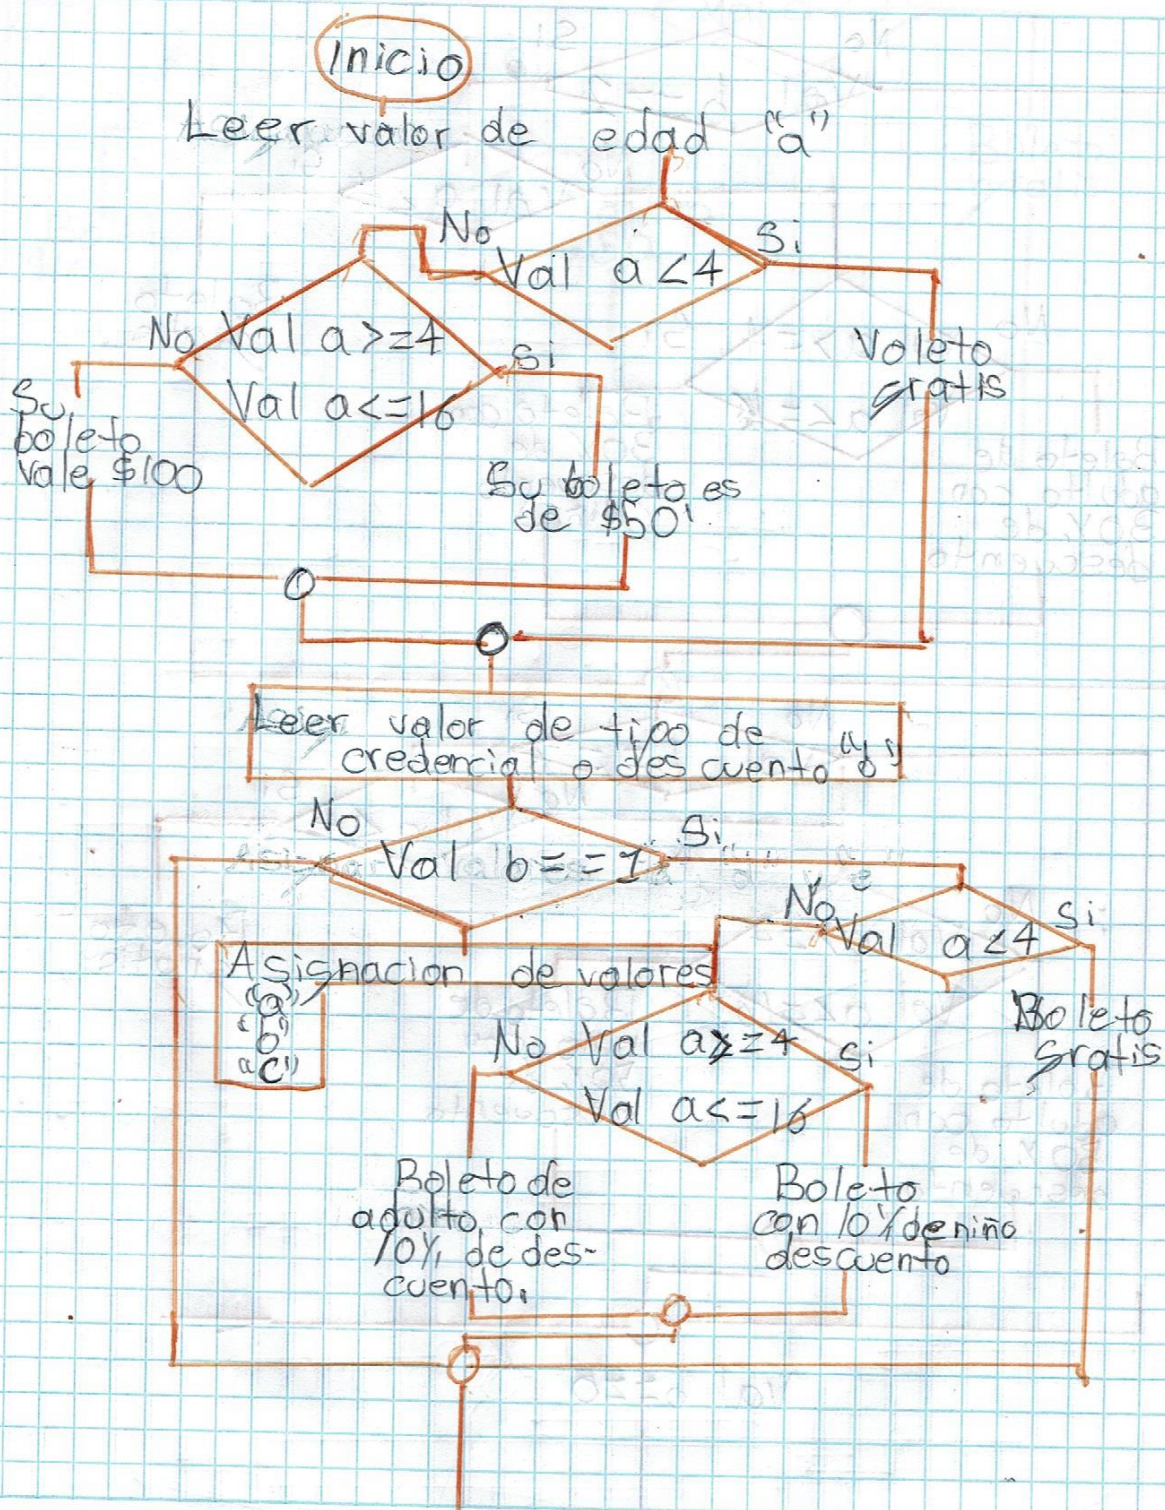 Inicio
Leer valor de edad "a"
No
Si
Val a<4
No
Val a>=4
Val a<=16
Si
Voleto
gratis
Su
boleto
vale $100
Su boleto es
de $50
Leer valor de tipo de
credencial o descuento "b"
No
Si
Val b==1
No
Si
Val a<4
Asignacion de valores
"a"
"b"
"c"
No
Val a>=4
Si
Val a<=16
Boleto
gratis
Boleto de
adulto con
10% de des-
cuento.
Boleto
con 10% de niño
descuento